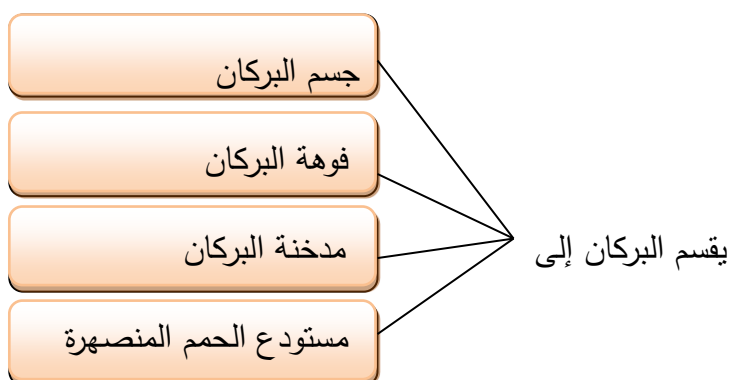 يقسم البركان إلى
جسم البركان
فوهة البركان
مدخنة البركان
مستودع الحمم المنصهرة